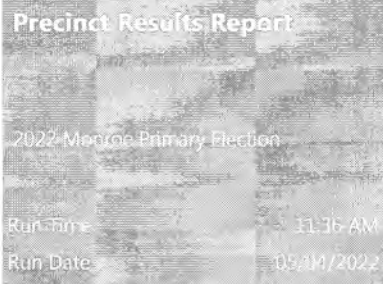 Precinct Results Report
2022 Monroe Primary Election
Run Time 11:36 AM
Run Date 05/04/2022